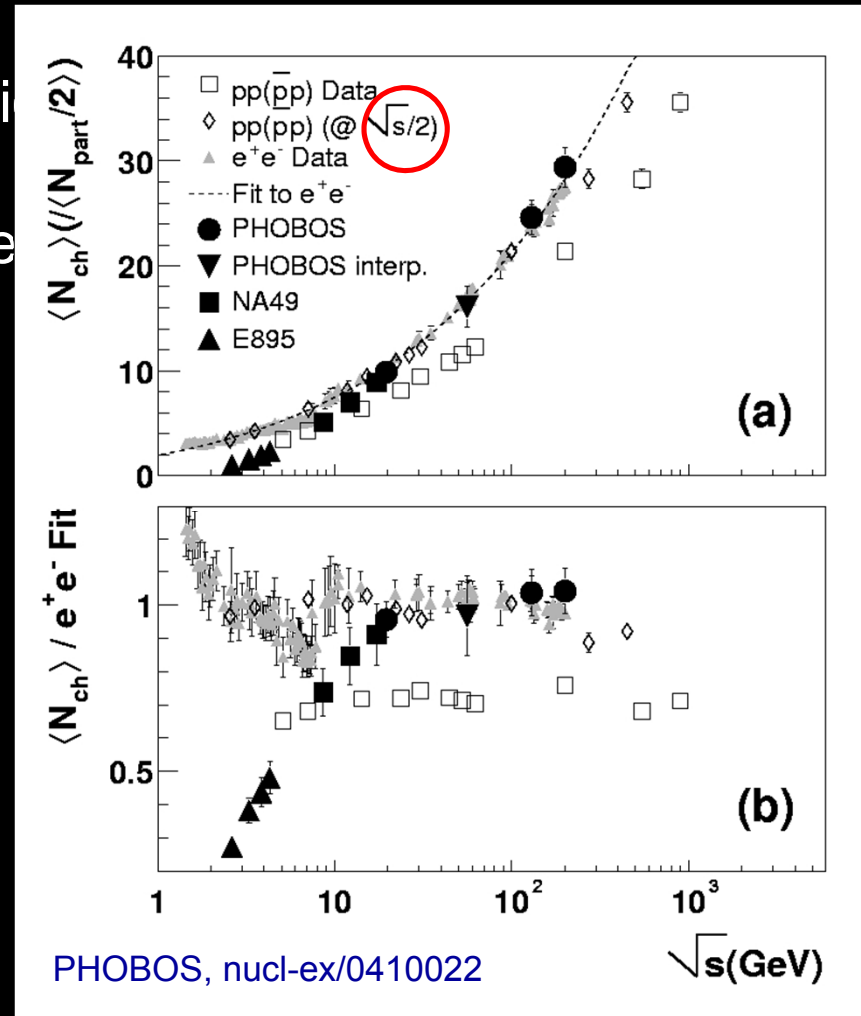 ⟨N_ch⟩(/⟨N_part/2⟩)
40
30
20
10
0
pp(p̅p) Data
pp(p̅p) (@ √s/2)
e⁺e⁻ Data
Fit to e⁺e⁻
PHOBOS
PHOBOS interp.
NA49
E895
(a)
⟨N_ch⟩ / e⁺e⁻ Fit
1
0.5
(b)
1 10 10² 10³
PHOBOS, nucl-ex/0410022
√s(GeV)